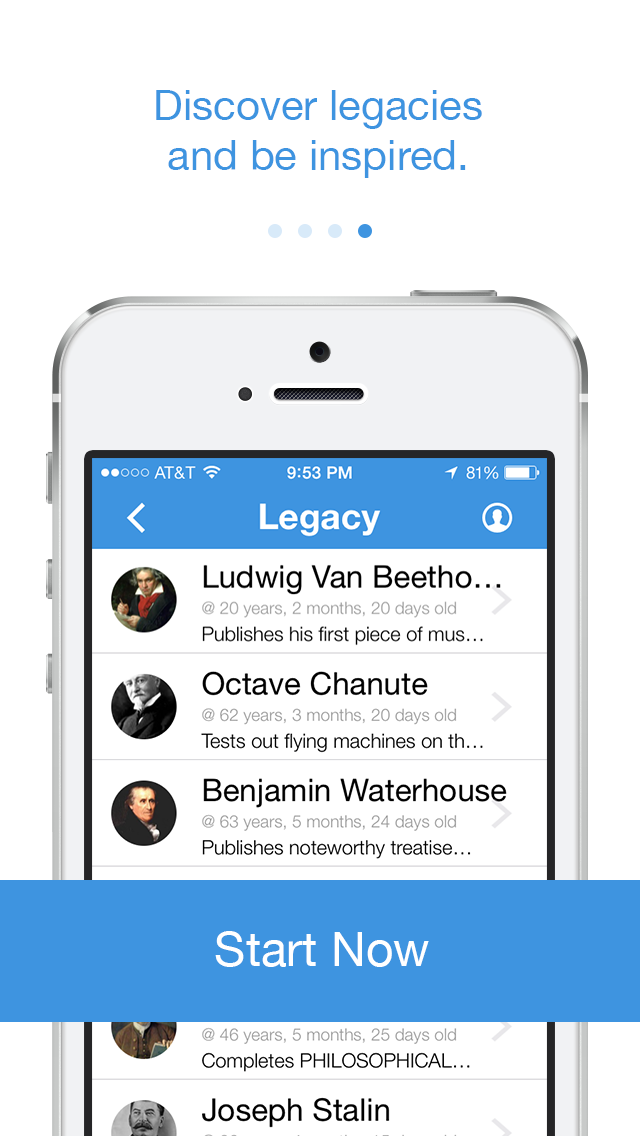 Discover legacies
and be inspired.
AT&T 9:53 PM 81%
Legacy
Ludwig Van Beetho...
@ 20 years, 2 months, 20 days old
Publishes his first piece of mus...
Octave Chanute
@ 62 years, 3 months, 20 days old
Tests out flying machines on th...
Benjamin Waterhouse
@ 63 years, 5 months, 24 days old
Publishes noteworthy treatise...
Start Now
@ 46 years, 5 months, 25 days old
Completes PHILOSOPHICAL...
Joseph Stalin